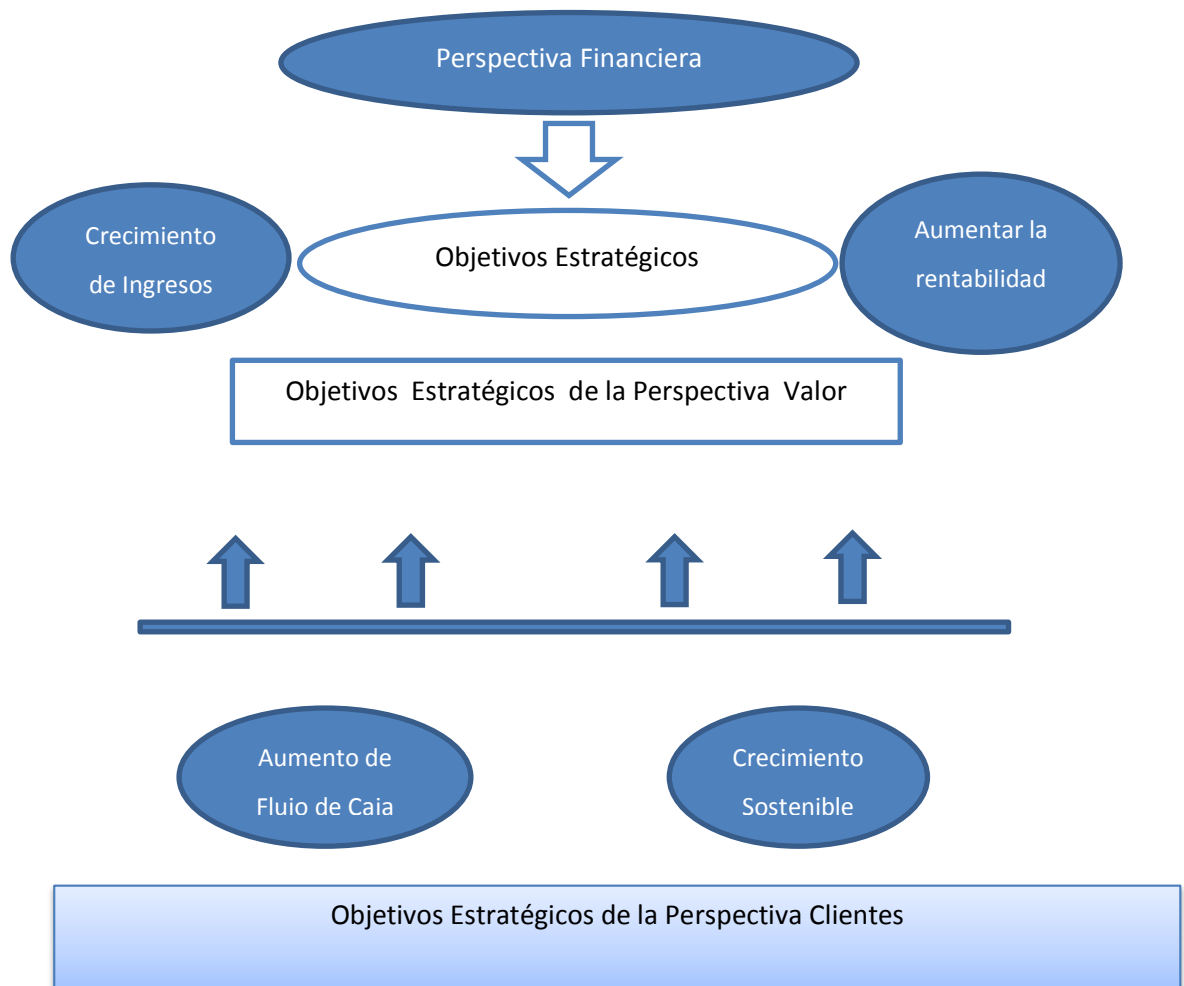 Perspectiva Financiera
Crecimiento
de Ingresos
Objetivos Estratégicos
Aumentar la
rentabilidad
Objetivos Estratégicos de la Perspectiva Valor
Aumento de
Fluio de Caia
Crecimiento
Sostenible
Objetivos Estratégicos de la Perspectiva Clientes